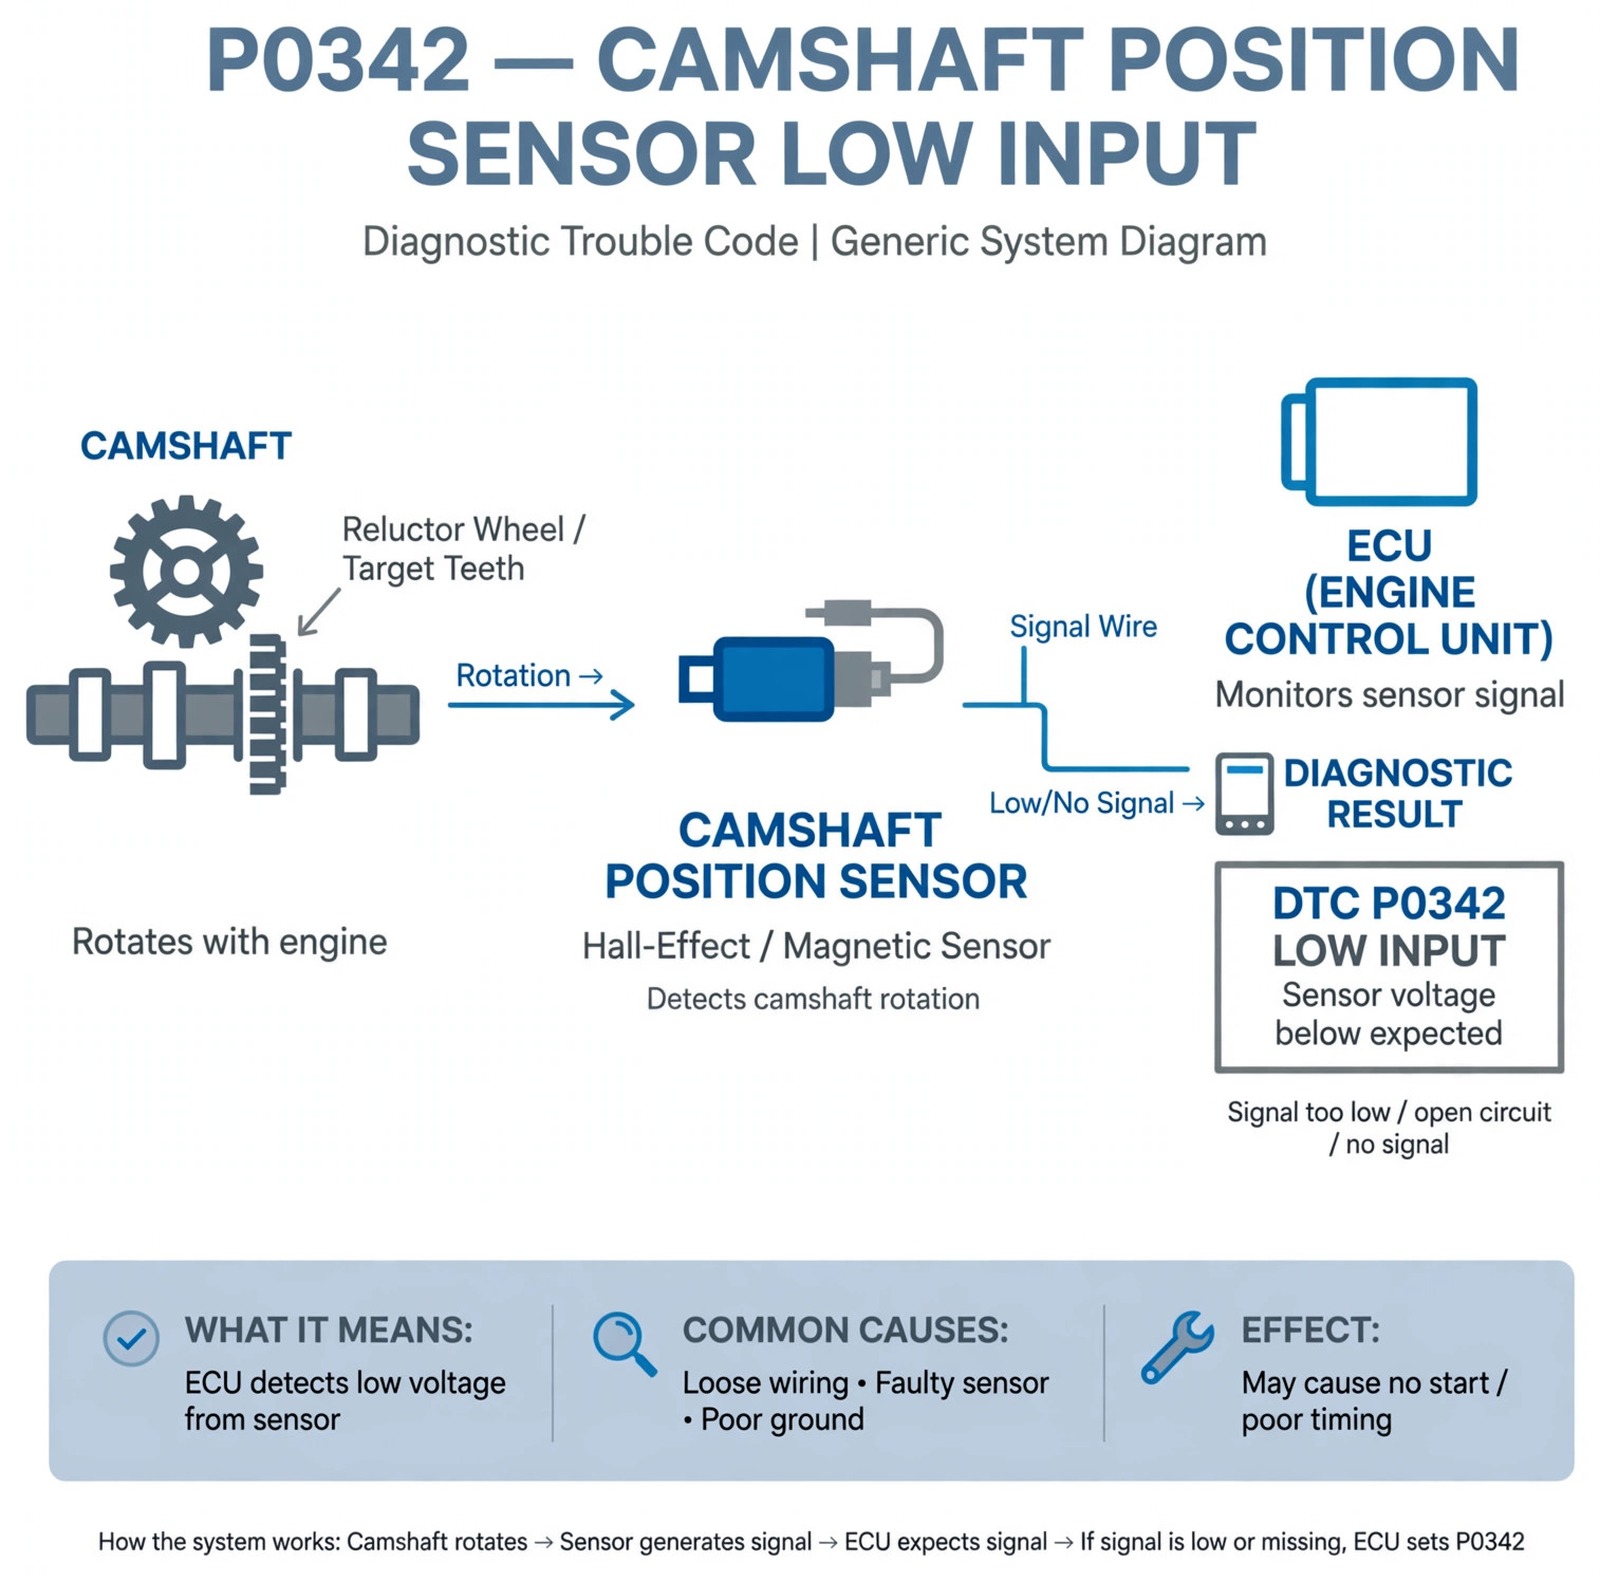 P0342 — CAMSHAFT POSITION
SENSOR LOW INPUT
Diagnostic Trouble Code | Generic System Diagram
CAMSHAFT
Reluctor Wheel /
Target Teeth
Rotates with engine
Rotation →
CAMSHAFT
POSITION SENSOR
Hall-Effect / Magnetic Sensor
Detects camshaft rotation
Signal Wire
Low/No Signal →
ECU
(ENGINE
CONTROL UNIT)
Monitors sensor signal
DIAGNOSTIC
RESULT
DTC P0342
LOW INPUT
Sensor voltage
below expected
Signal too low / open circuit
/ no signal
WHAT IT MEANS:
ECU detects low voltage
from sensor
COMMON CAUSES:
Loose wiring • Faulty sensor
• Poor ground
EFFECT:
May cause no start /
poor timing
How the system works: Camshaft rotates → Sensor generates signal → ECU expects signal → If signal is low or missing, ECU sets P0342